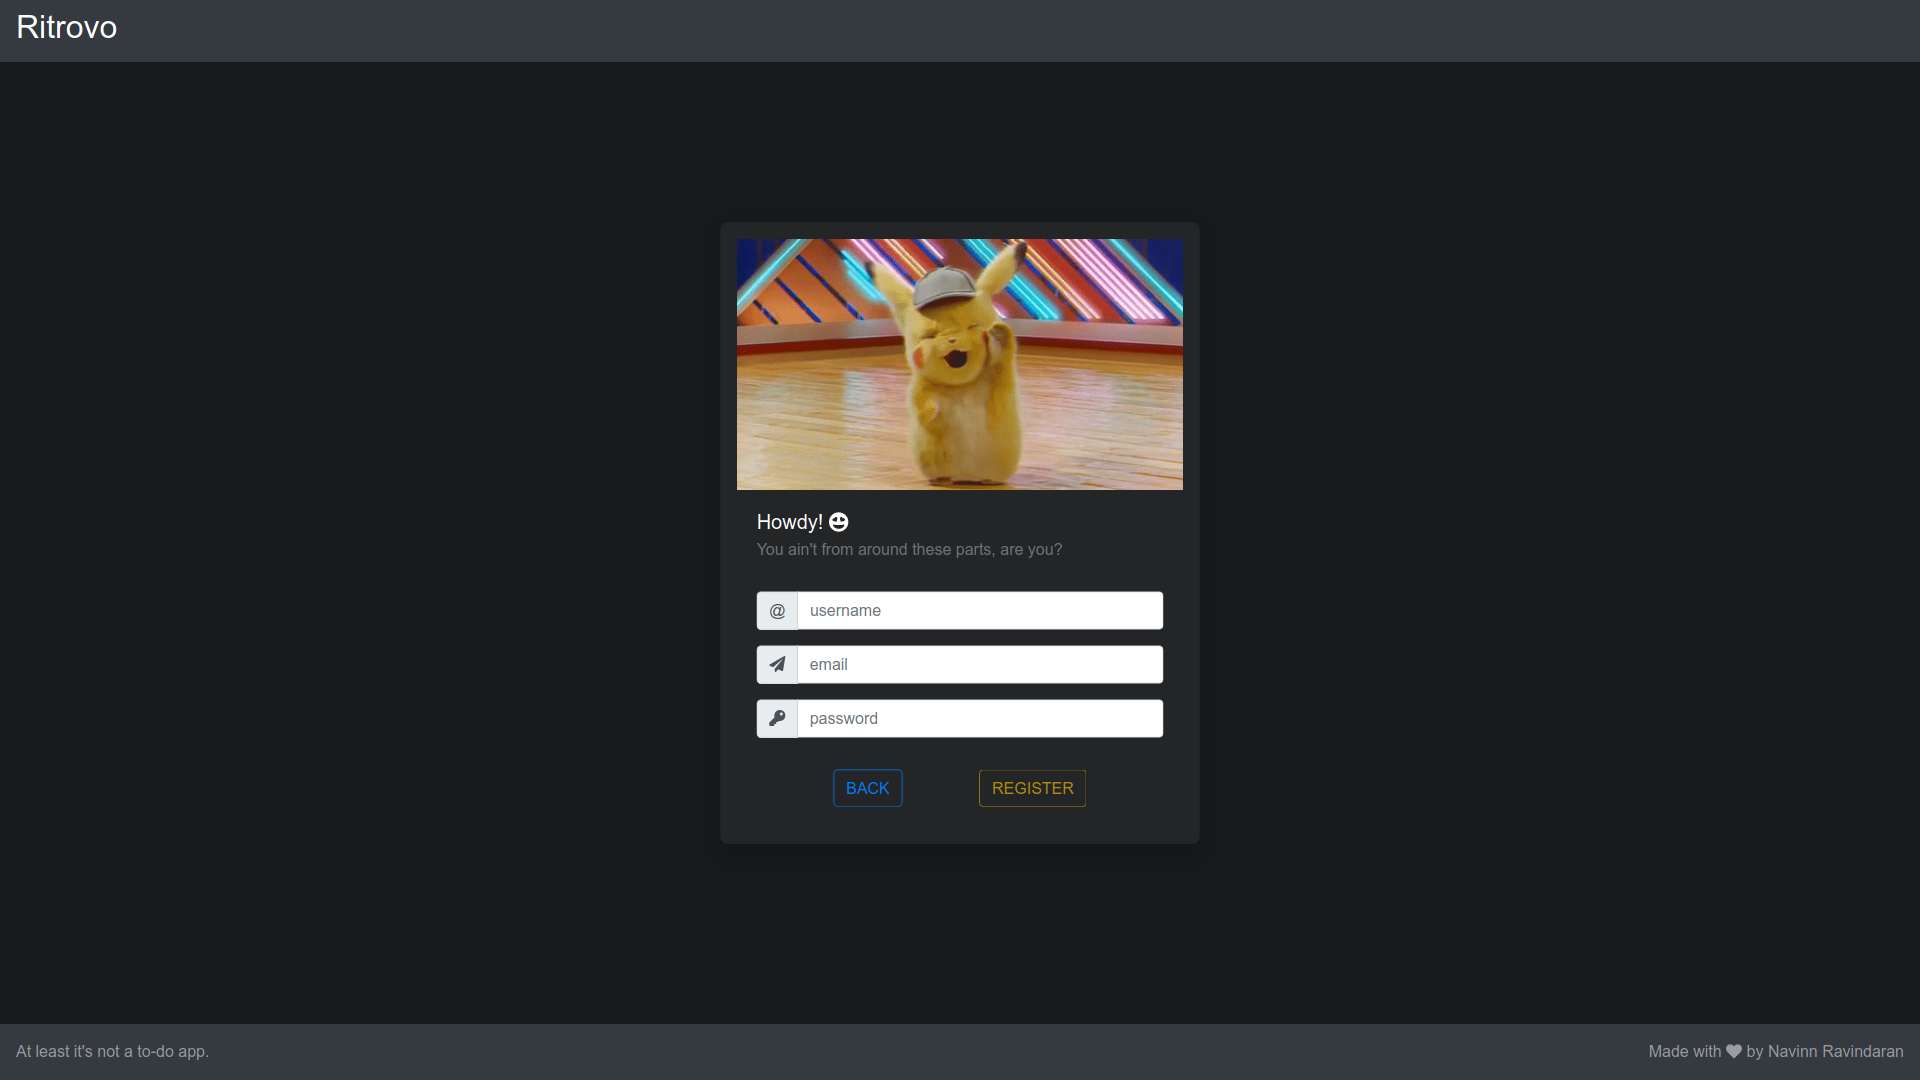 Ritrovo
Howdy!
You ain't from around these parts, are you?
@ username
email
password
BACK REGISTER
At least it's not a to-do app.
Made with by Navinn Ravindaran